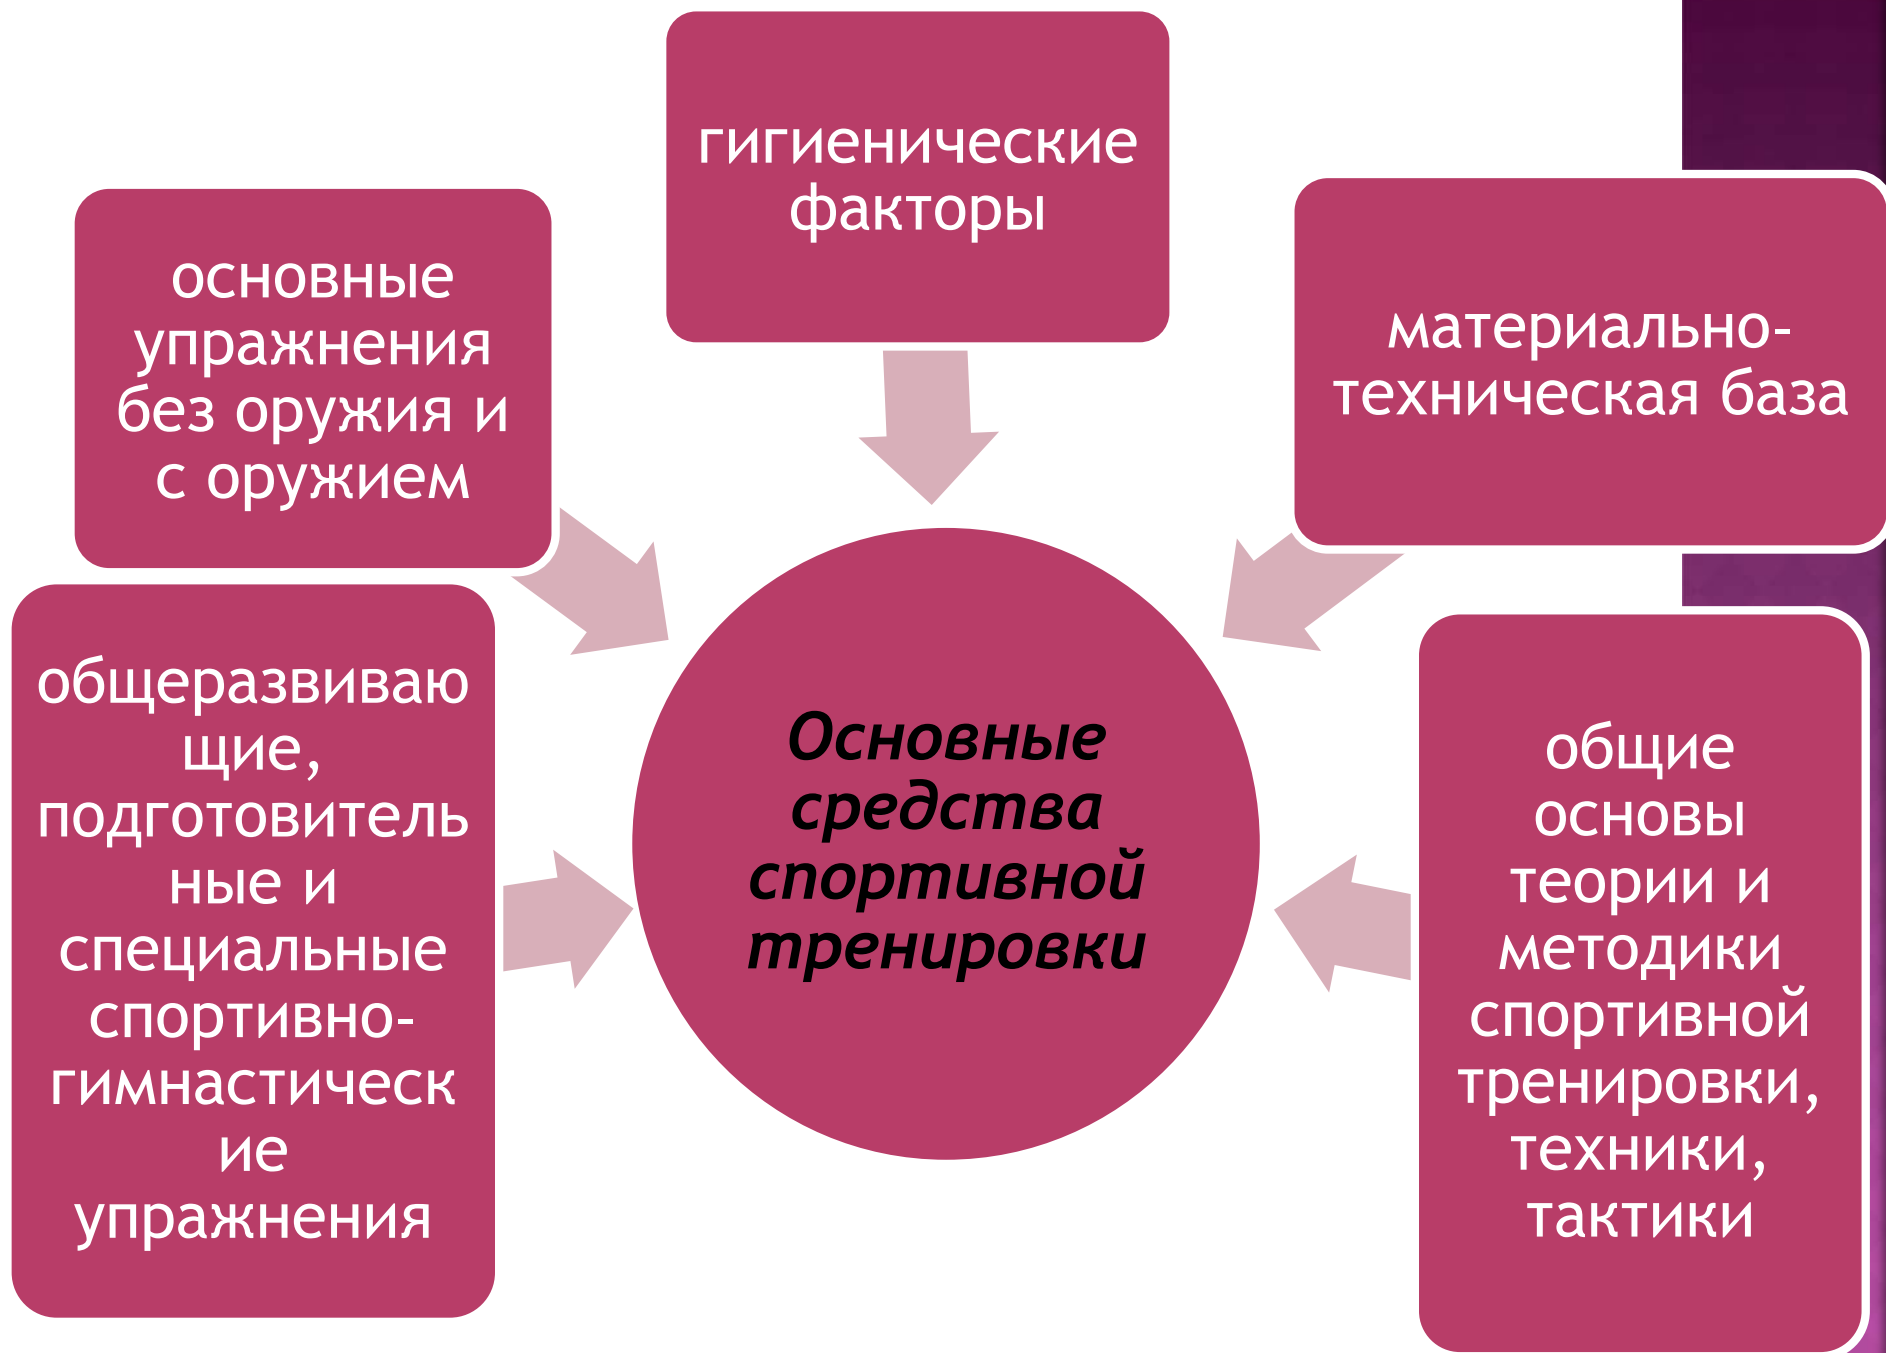 гигиенические
факторы
основные
упражнения
без оружия и
с оружием
материально-
техническая база
общеразвиваю
щие,
подготовитель
ные и
специальные
спортивно-
гимнастическ
ие
упражнения
Основные
средства
спортивной
тренировки
общие
основы
теории и
методики
спортивной
тренировки,
техники,
тактики